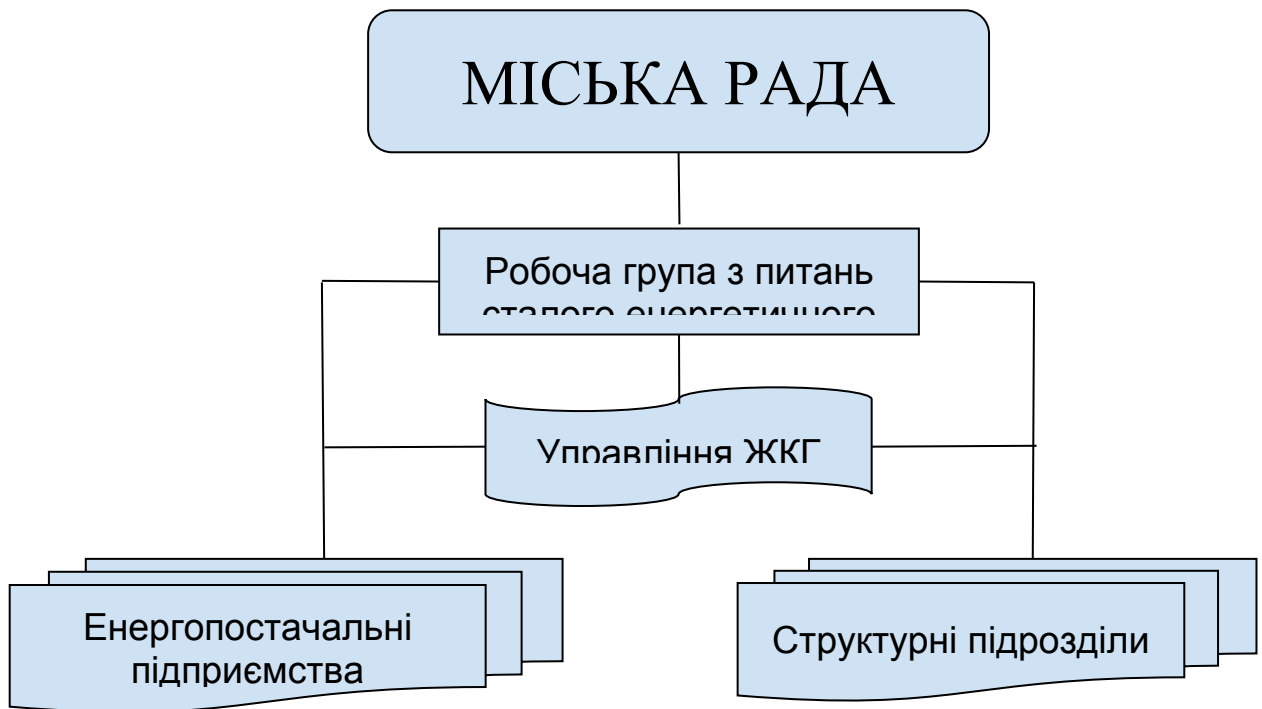 МІСЬКА РАДА
Робоча група з питань
сталого енергетичного
Управління ЖКГ
Енергопостачальні
підприємства
Структурні підрозділи